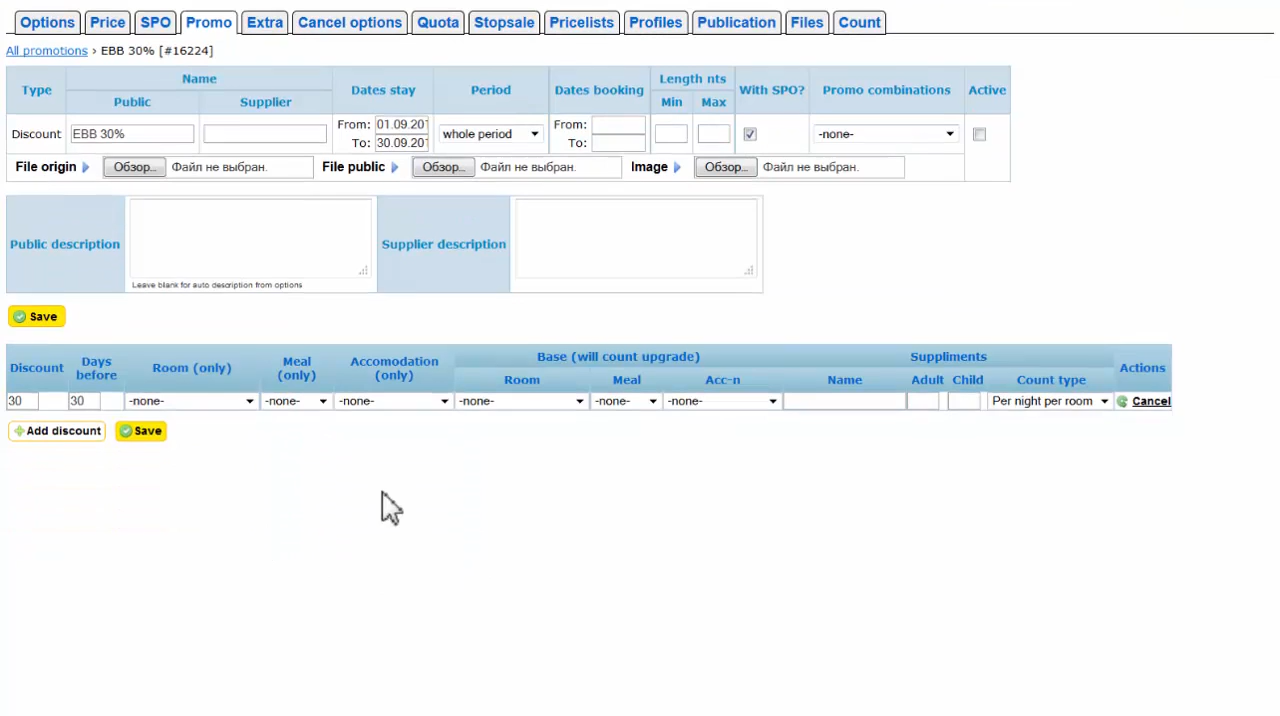 Options Price SPO Promo Extra Cancel options Quota Stopsale Pricelists Profiles Publication Files Count
All promotions › EBB 30% [#16224]
Type Name Dates stay Period Dates booking Length nts With SPO? Promo combinations Active
Public Supplier Min Max
Discount EBB 30% From: 01.09.201 whole period From: -none-
To: 30.09.201 To:
File origin Обзор... Файл не выбран. File public Обзор... Файл не выбран. Image Обзор... Файл не выбран.
Public description Supplier description
Leave blank for auto description from options
Save
Discount Days before Room (only) Meal (only) Accomodation (only) Base (will count upgrade) Suppliments Actions
Room Meal Acc-n Name Adult Child Count type
30 30 -none- -none- -none- -none- -none- -none- Per night per room Cancel
Add discount Save